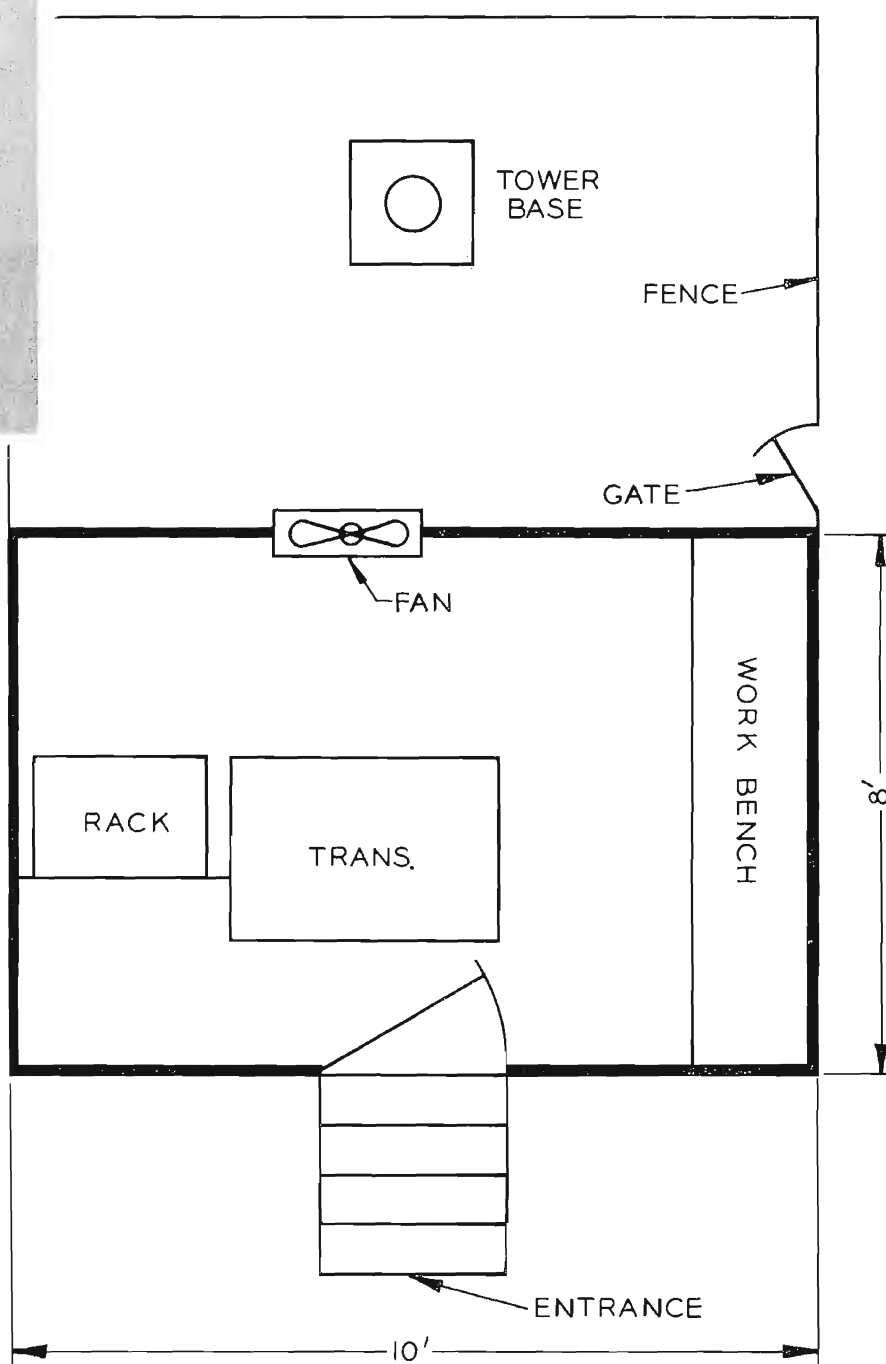 TOWER
BASE
FENCE
GATE
FAN
WORK BENCH
8'
RACK
TRANS.
ENTRANCE
10'